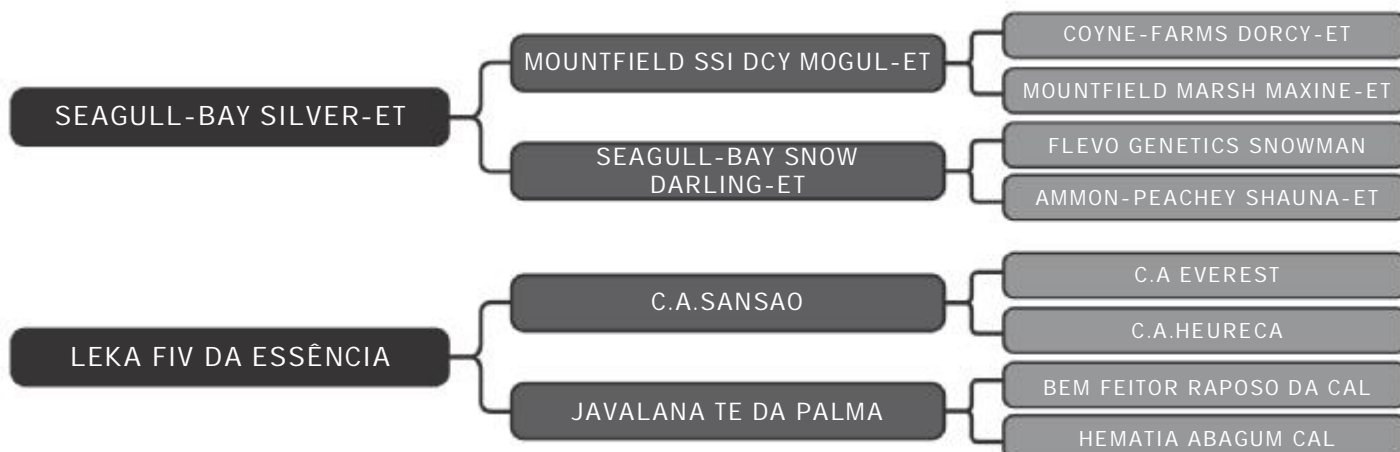 SEAGULL-BAY SILVER-ET
MOUNTFIELD SSI DCY MOGUL-ET
COYNE-FARMS DORCY-ET
MOUNTFIELD MARSH MAXINE-ET
SEAGULL-BAY SNOW
DARLING-ET
FLEVO GENETICS SNOWMAN
AMMON-PEACHEY SHAUNA-ET
LEKA FIV DA ESSÊNCIA
C.A.SANSAO
C.A EVEREST
C.A.HEURECA
JAVALANA TE DA PALMA
BEM FEITOR RAPOSO DA CAL
HEMATIA ABAGUM CAL